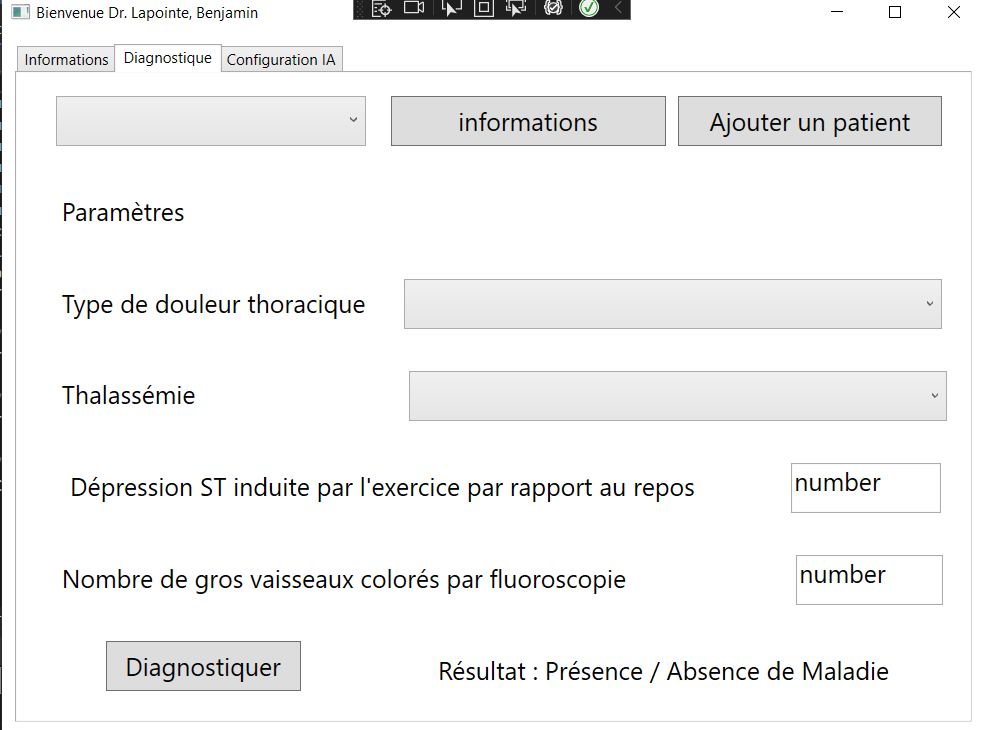 Bienvenue Dr. Lapointe, Benjamin
Informations Diagnostique Configuration IA
informations Ajouter un patient
Paramètres
Type de douleur thoracique
Thalassémie
Dépression ST induite par l'exercice par rapport au repos number
Nombre de gros vaisseaux colorés par fluoroscopie number
Diagnostiquer Résultat : Présence / Absence de Maladie